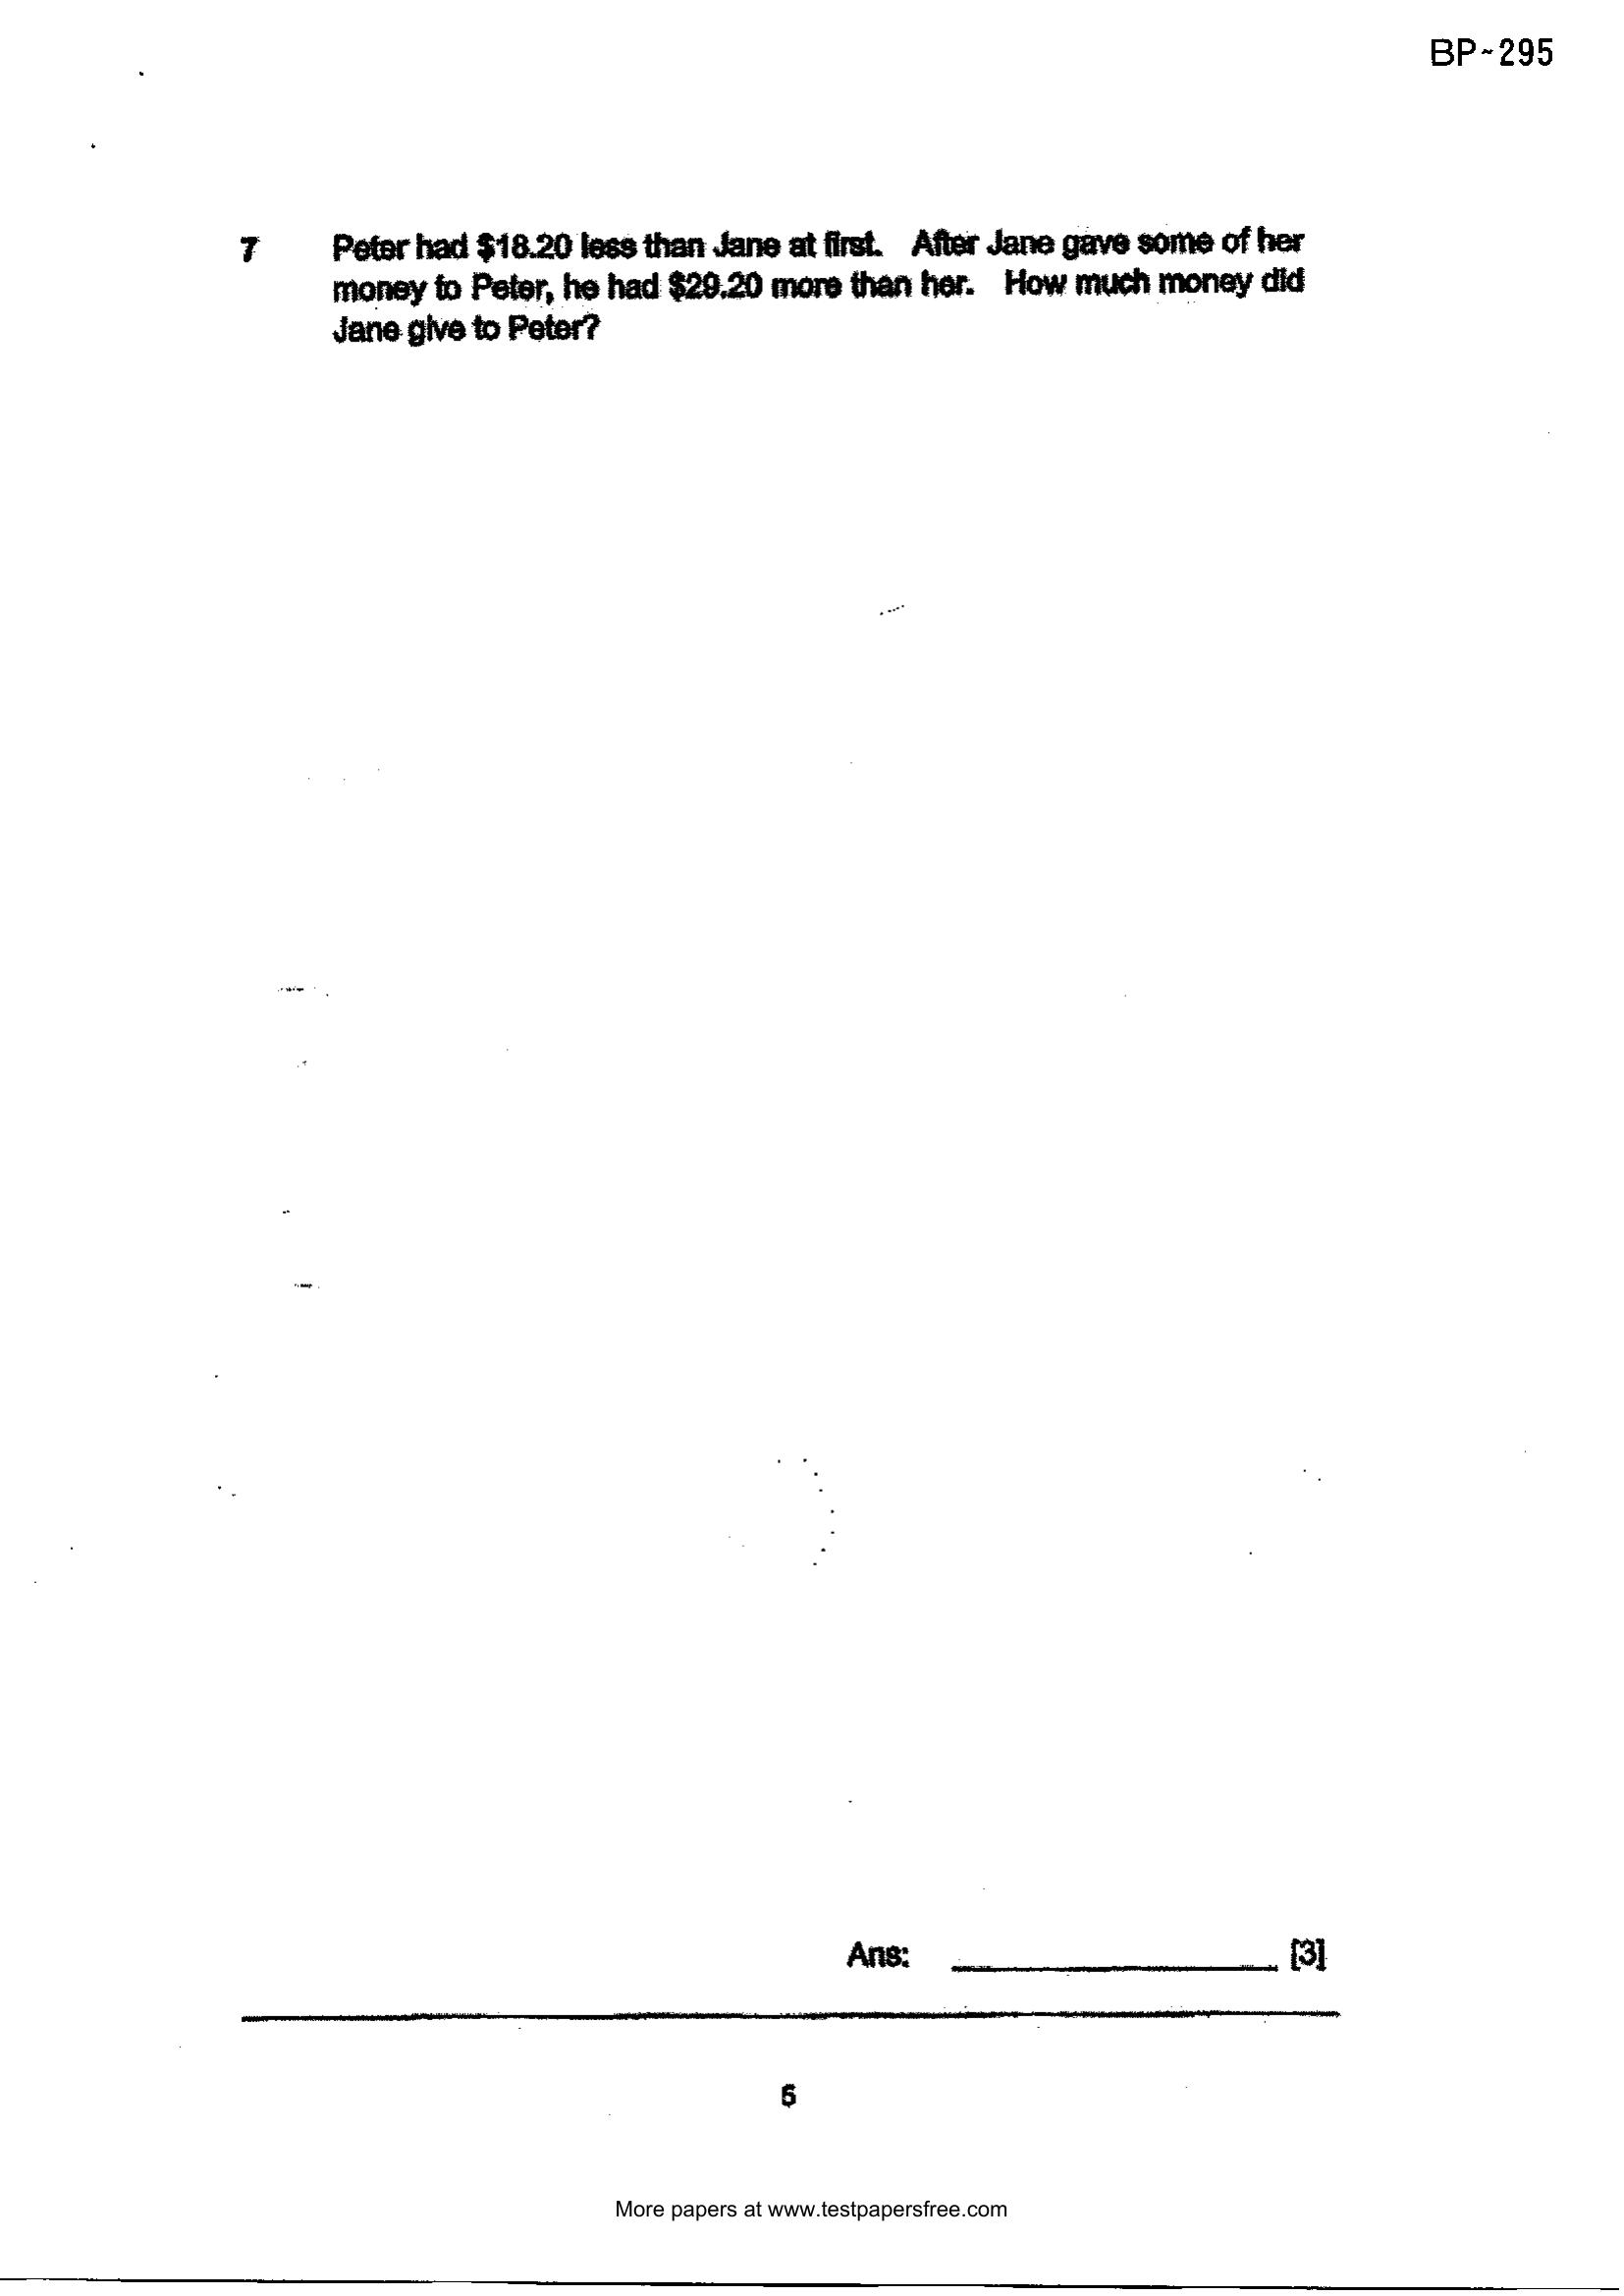 BP~295
7 Peter had $18.20 less than Jane at first. After Jane gave some of her
money to Peter, he had $29.20 more than her. How much money did
Jane give to Peter?
Ans: [3]
6
More papers at www.testpapersfree.com